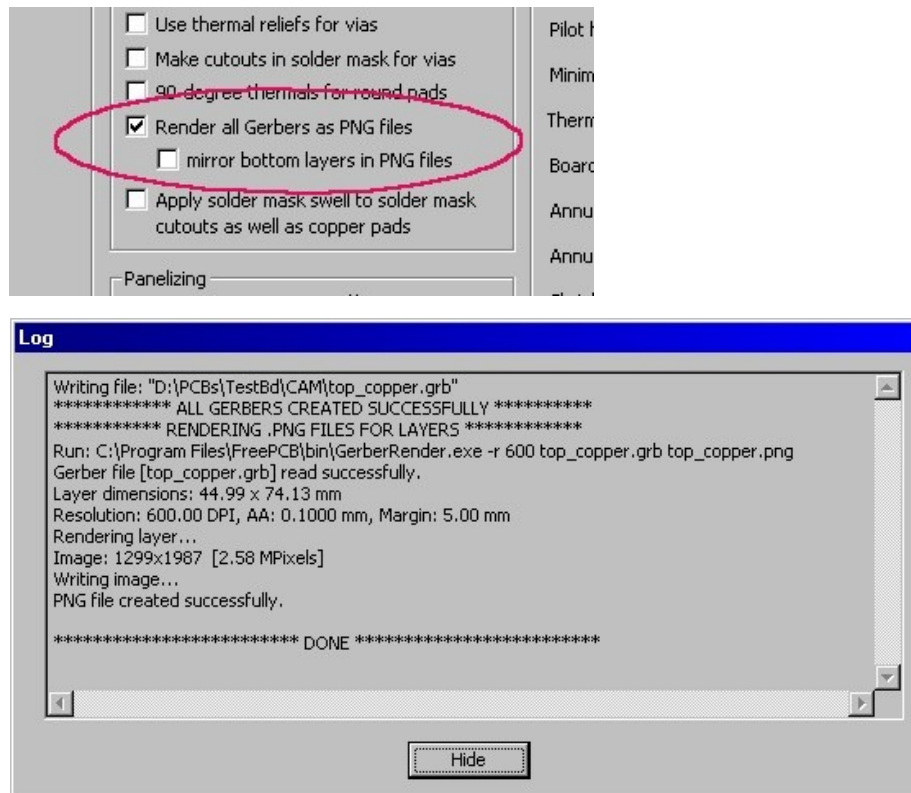 Use thermal reliefs for vias
Pilot
Make cutouts in solder mask for vias
Minim
90-degree thermals for round pads
Render all Gerbers as PNG files
Therm
mirror bottom layers in PNG files
Board
Apply solder mask swell to solder mask
cutouts as well as copper pads
Annu
Annu
Panelizing
Log
Writing file: "D:\PCBs\TestBd\CAM\top_copper.grb"
************ ALL GERBERS CREATED SUCCESSFULLY **********
*********** RENDERING .PNG FILES FOR LAYERS ************
Run: C:\Program Files\FreePCB\bin\GerberRender.exe -r 600 top_copper.grb top_copper.png
Gerber file [top_copper.grb] read successfully.
Layer dimensions: 44.99 x 74.13 mm
Resolution: 600.00 DPI, AA: 0.1000 mm, Margin: 5.00 mm
Rendering layer...
Image: 1299x1987 [2.58 MPixels]
Writing image...
PNG file created successfully.
************************* DONE *************************
Hide